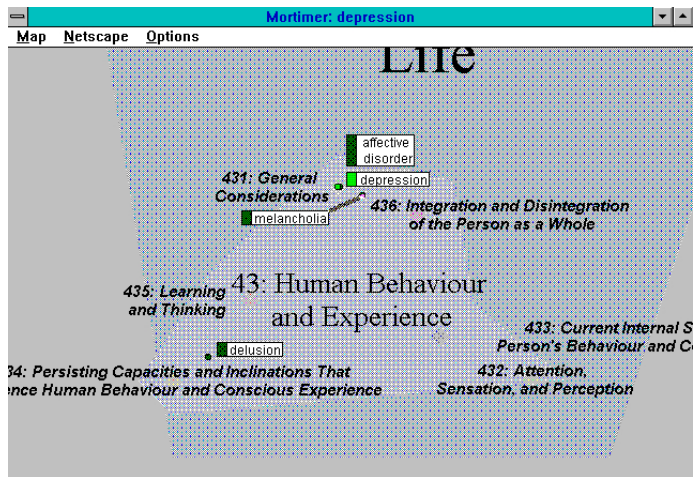 Mortimer: depression
Map Netscape Options
Life
affective
disorder
431: General
Considerations
depression
melancholia
436: Integration and Disintegration
of the Person as a Whole
435: Learning
and Thinking
43: Human Behaviour
and Experience
433: Current Internal S
Person's Behaviour and C
delusion
34: Persisting Capacities and Inclinations That
ence Human Behaviour and Conscious Experience
432: Attention,
Sensation, and Perception